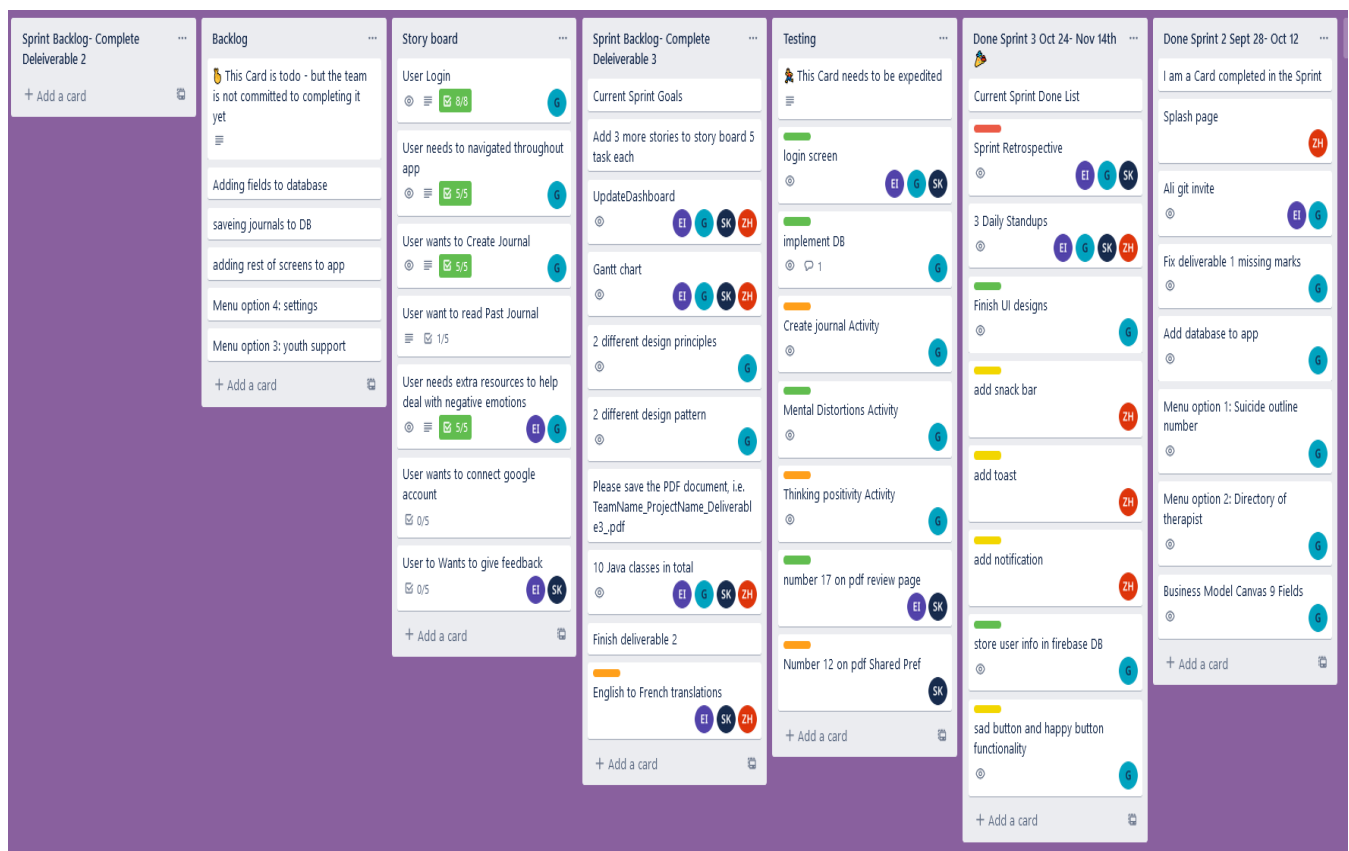 Sprint Backlog- Complete
Deleiverable 2
+ Add a card
Backlog
This Card is todo - but the team
is not committed to completing it
yet
Adding fields to database
saveing journals to DB
adding rest of screens to app
Menu option 4: settings
Menu option 3: youth support
+ Add a card
Story board
User Login
8/8
G
User needs to navigated throughout
app
5/5
G
User wants to Create Journal
5/5
G
User want to read Past Journal
1/5
User needs extra resources to help
deal with negative emotions
5/5
EI G
User wants to connect google
account
0/5
User to Wants to give feedback
0/5
EI SK
+ Add a card
Sprint Backlog- Complete
Deleiverable 3
Current Sprint Goals
Add 3 more stories to story board 5
task each
UpdateDashboard
EI G SK ZH
Gantt chart
EI G SK ZH
2 different design principles
G
2 different design pattern
G
Please save the PDF document, i.e.
TeamName_ProjectName_Deliverabl
e3_.pdf
10 Java classes in total
EI G SK ZH
Finish deliverable 2
English to French translations
EI SK ZH
+ Add a card
Testing
This Card needs to be expedited
login screen
EI G SK
implement DB
1
G
Create journal Activity
G
Mental Distortions Activity
G
Thinking positivity Activity
G
number 17 on pdf review page
EI SK
Number 12 on pdf Shared Pref
SK
+ Add a card
Done Sprint 3 Oct 24- Nov 14th
Current Sprint Done List
Sprint Retrospective
EI G SK
3 Daily Standups
EI G SK ZH
Finish UI designs
G
add snack bar
ZH
add toast
ZH
add notification
ZH
store user info in firebase DB
G
sad button and happy button
functionality
G
+ Add a card
Done Sprint 2 Sept 28- Oct 12
I am a Card completed in the Sprint
Splash page
ZH
Ali git invite
EI G
Fix deliverable 1 missing marks
G
Add database to app
G
Menu option 1: Suicide outline
number
G
Menu option 2: Directory of
therapist
G
Business Model Canvas 9 Fields
G
+ Add a card